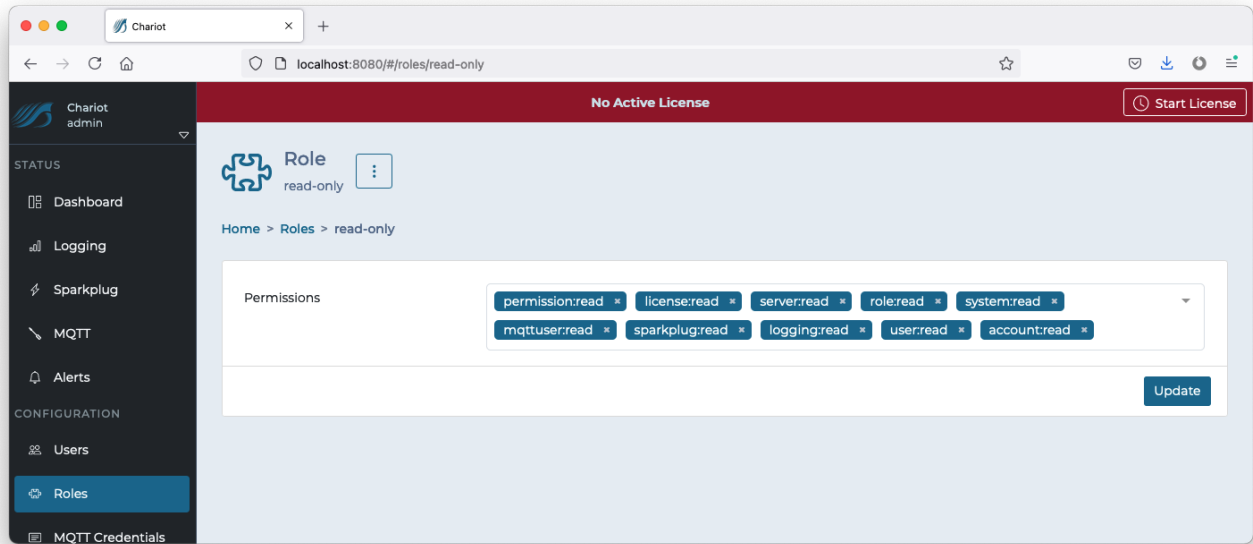 Chariot
localhost:8080/#/roles/read-only
Chariot
admin
No Active License
Start License
STATUS
Dashboard
Logging
Sparkplug
MQTT
Alerts
CONFIGURATION
Users
Roles
MQTT Credentials
Role
read-only
Home > Roles > read-only
Permissions
permission:read × license:read × server:read × role:read × system:read ×
mqttuser:read × sparkplug:read × logging:read × user:read × account:read ×
Update